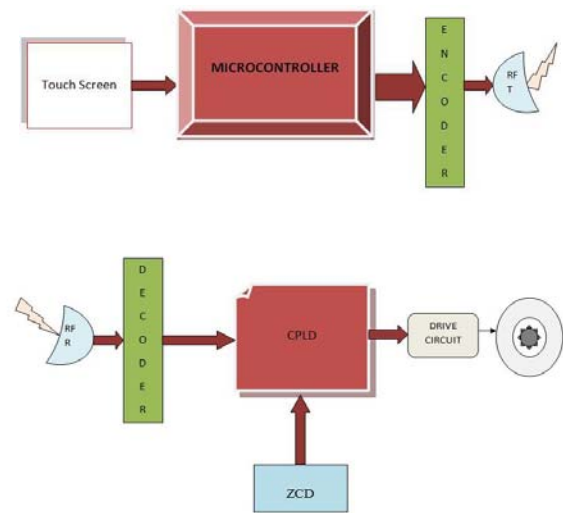 Touch Screen
MICROCONTROLLER
E
N
C
O
D
E
R
RF
T
RF
R
D
E
C
O
D
E
R
CPLD
DRIVE
CIRCUIT
ZCD